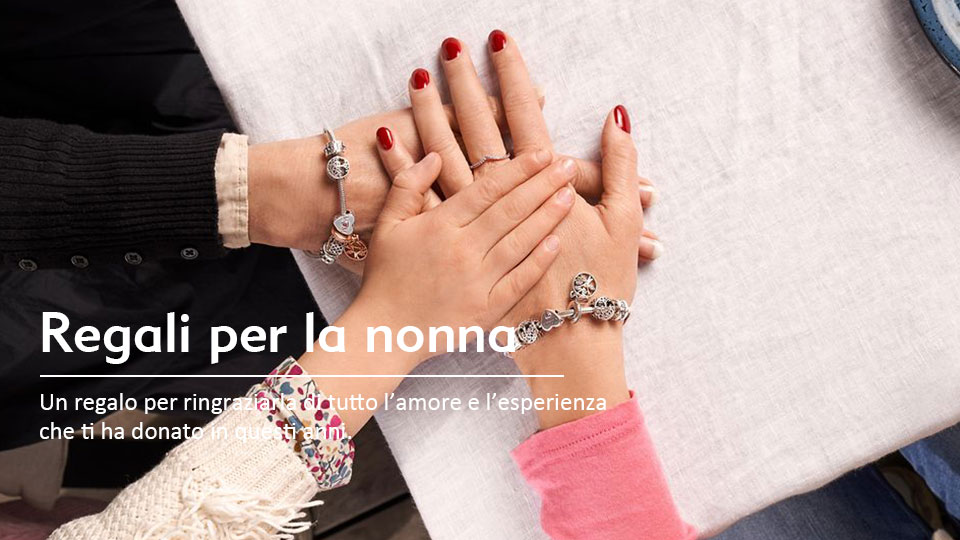 Regali per la nonna
Un regalo per ringraziarla di tutto l'amore e l'esperienza
che ti ha donato in questi anni.